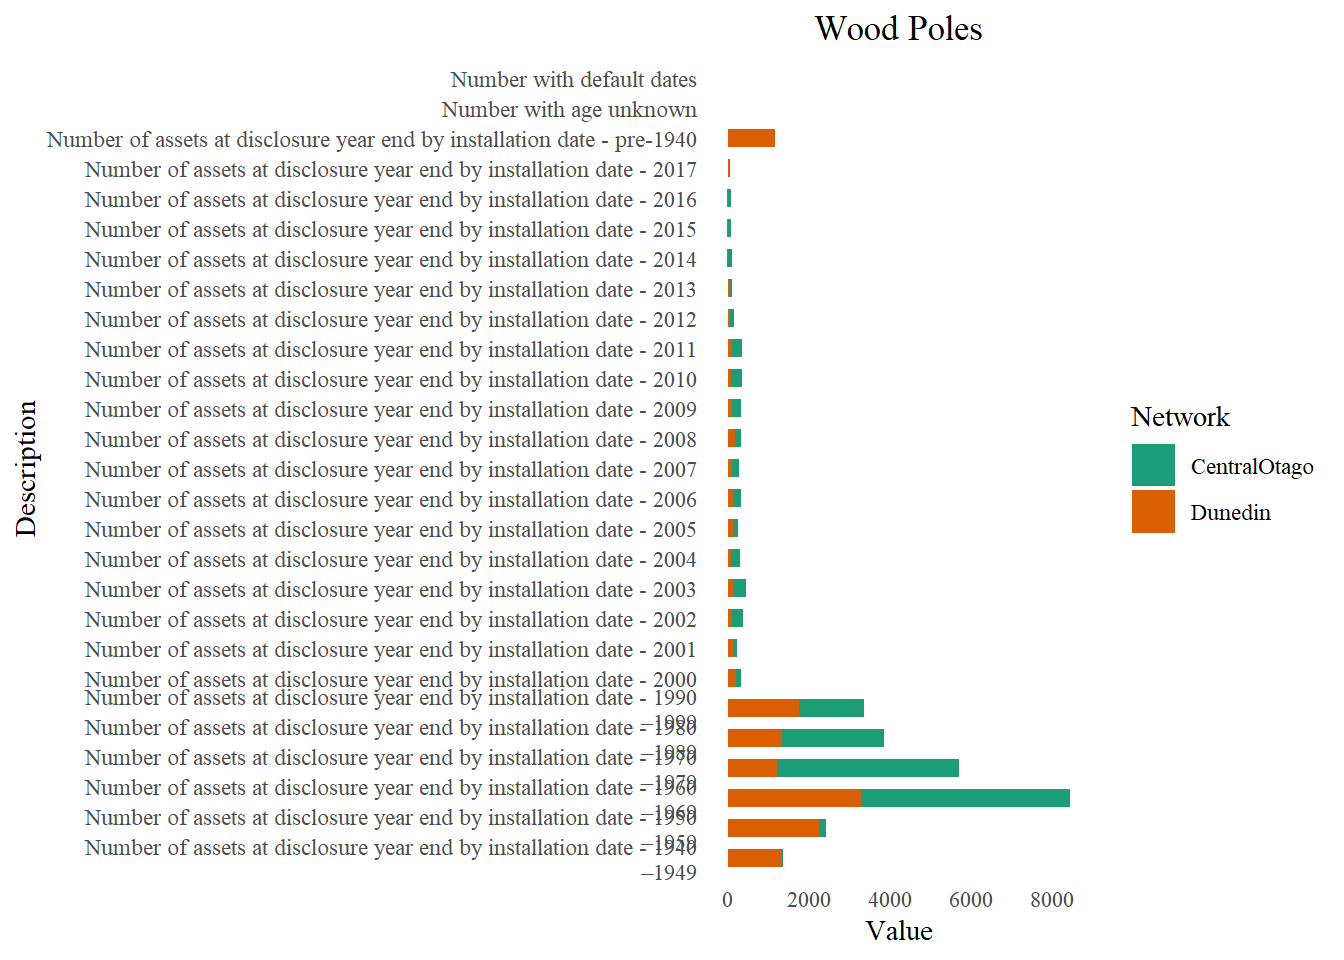 Wood Poles
Description
Number with default dates
Number with age unknown
Number of assets at disclosure year end by installation date - pre-1940
Number of assets at disclosure year end by installation date - 2017
Number of assets at disclosure year end by installation date - 2016
Number of assets at disclosure year end by installation date - 2015
Number of assets at disclosure year end by installation date - 2014
Number of assets at disclosure year end by installation date - 2013
Number of assets at disclosure year end by installation date - 2012
Number of assets at disclosure year end by installation date - 2011
Number of assets at disclosure year end by installation date - 2010
Number of assets at disclosure year end by installation date - 2009
Number of assets at disclosure year end by installation date - 2008
Number of assets at disclosure year end by installation date - 2007
Number of assets at disclosure year end by installation date - 2006
Number of assets at disclosure year end by installation date - 2005
Number of assets at disclosure year end by installation date - 2004
Number of assets at disclosure year end by installation date - 2003
Number of assets at disclosure year end by installation date - 2002
Number of assets at disclosure year end by installation date - 2001
Number of assets at disclosure year end by installation date - 2000
Number of assets at disclosure year end by installation date - 1990
–1999
Number of assets at disclosure year end by installation date - 1980
–1989
Number of assets at disclosure year end by installation date - 1970
–1979
Number of assets at disclosure year end by installation date - 1960
–1969
Number of assets at disclosure year end by installation date - 1950
–1959
Number of assets at disclosure year end by installation date - 1940
–1949
0 2000 4000 6000 8000
Value
Network
CentralOtago
Dunedin